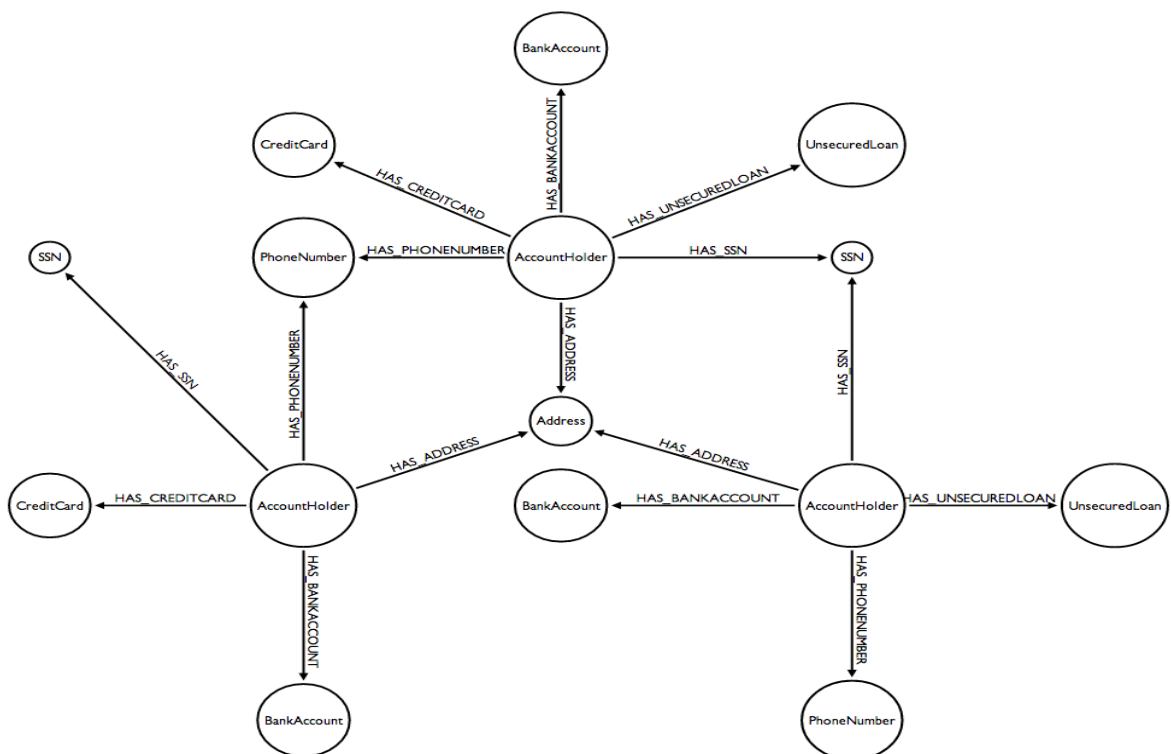 BankAccount
HAS_BANKACCOUNT
CreditCard
UnsecuredLoan
HAS_CREDITCARD
HAS_UNSECUREDLOAN
SSN
PhoneNumber
HAS_PHONENUMBER
AccountHolder
HAS_SSN
SSN
HAS_SSN
HAS_PHONENUMBER
HAS_ADDRESS
HAS_SSN
Address
HAS_ADDRESS
HAS_ADDRESS
CreditCard
HAS_CREDITCARD
AccountHolder
BankAccount
HAS_BANKACCOUNT
AccountHolder
HAS_UNSECUREDLOAN
UnsecuredLoan
HAS_BANKACCOUNT
HAS_PHONENUMBER
BankAccount
PhoneNumber